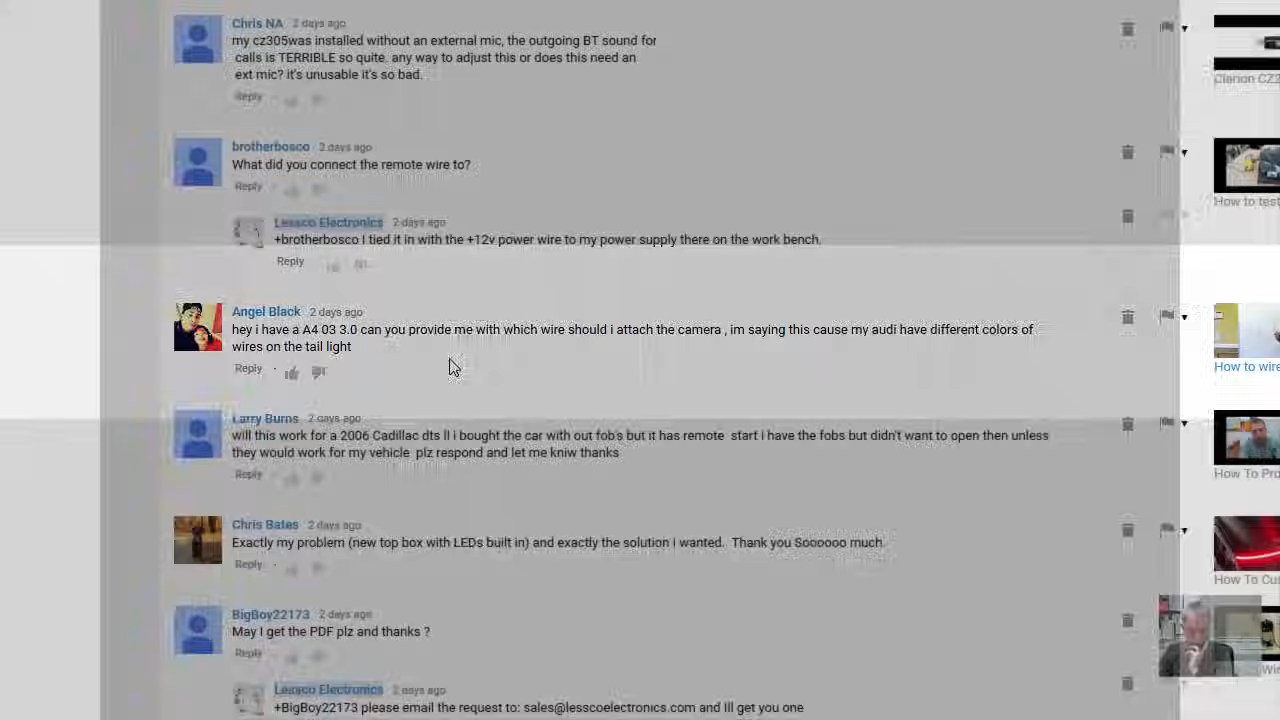 Chris NA 2 days ago
my cz305was installed without an external mic, the outgoing BT sound for
calls is TERRIBLE so quite. any way to adjust this or does this need an
ext mic? it's unusable it's so bad.
Reply
Clarion CZ2
brotherbosco 2 days ago
What did you connect the remote wire to?
Reply
How to test
Lessco Electronics 2 days ago
+brotherbosco I tied it in with the +12v power wire to my power supply there on the work bench.
Reply
Angel Black 2 days ago
hey i have a A4 03 3.0 can you provide me with which wire should i attach the camera , im saying this cause my audi have different colors of
wires on the tail light
Reply
How to wire
Larry Burns 2 days ago
will this work for a 2006 Cadillac dts ll i bought the car with out fob's but it has remote start i have the fobs but didn't want to open then unless
they would work for my vehicle plz respond and let me kniw thanks
Reply
How To Pro
Chris Bates 2 days ago
Exactly my problem (new top box with LEDs built in) and exactly the solution I wanted. Thank you Soooooo much
Reply
How To Cus
BigBoy22173 2 days ago
May I get the PDF plz and thanks ?
Reply
Lessco Electronics 2 days ago
+BigBoy22173 please email the request to: sales@lesscoelectronics.com and Ill get you one